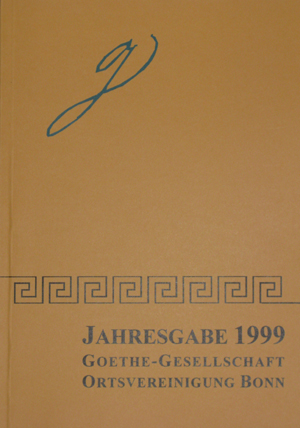 g
JAHRESGABE 1999
GOETHE-GESELLSCHAFT
ORTSVEREINIGUNG BONN